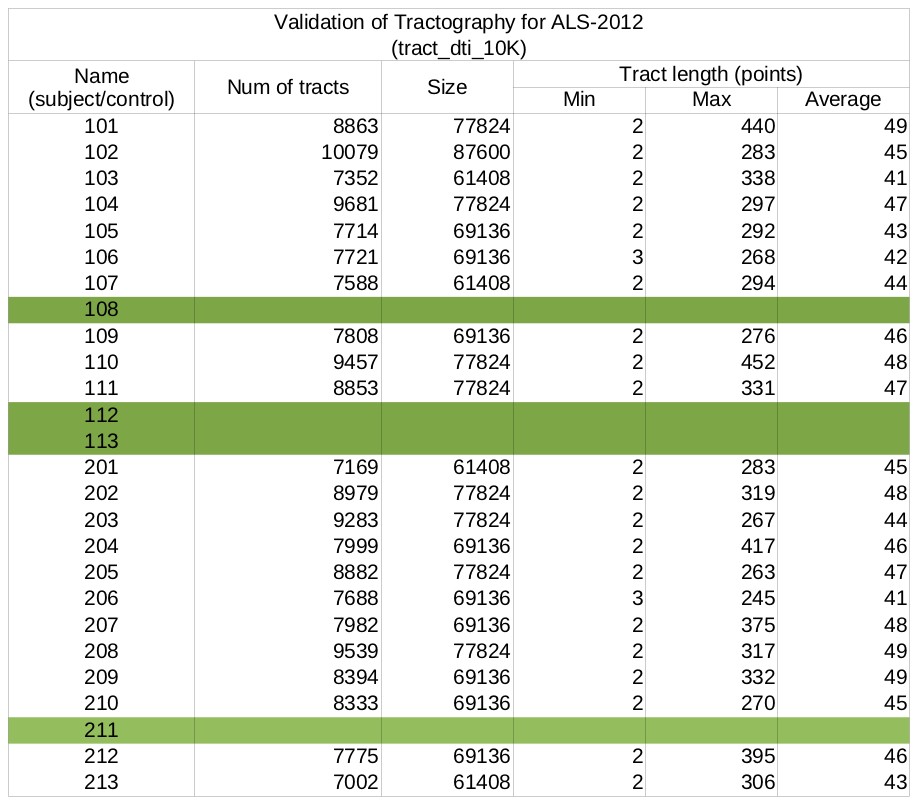 Validation of Tractography for ALS-2012
(tract_dti_10K)
Name (subject/control) Num of tracts Size Tract length (points)
Min Max Average
101 8863 77824 2 440 49
102 10079 87600 2 283 45
103 7352 61408 2 338 41
104 9681 77824 2 297 47
105 7714 69136 2 292 43
106 7721 69136 3 268 42
107 7588 61408 2 294 44
108
109 7808 69136 2 276 46
110 9457 77824 2 452 48
111 8853 77824 2 331 47
112
113
201 7169 61408 2 283 45
202 8979 77824 2 319 48
203 9283 77824 2 267 44
204 7999 69136 2 417 46
205 8882 77824 2 263 47
206 7688 69136 3 245 41
207 7982 69136 2 375 48
208 9539 77824 2 317 49
209 8394 69136 2 332 49
210 8333 69136 2 270 45
211
212 7775 69136 2 395 46
213 7002 61408 2 306 43